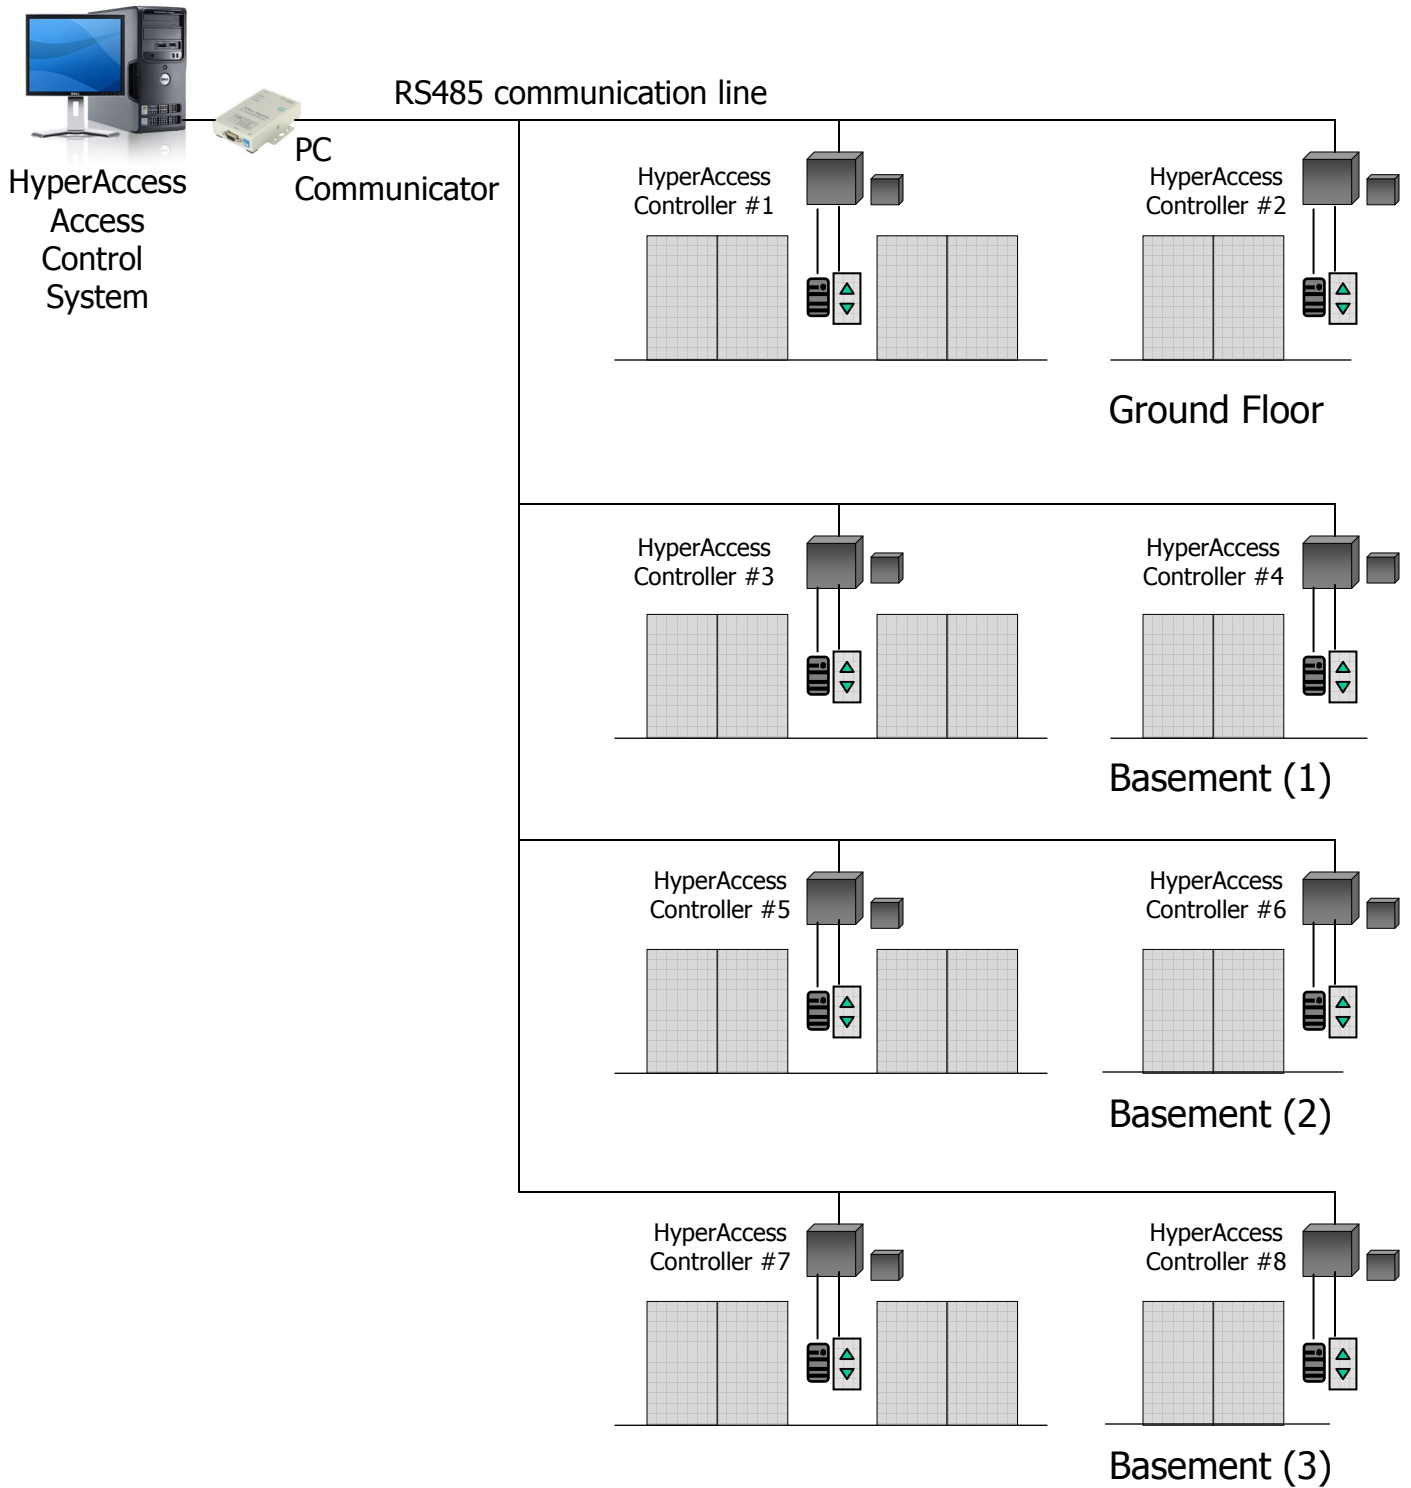 RS485 communication line
PC
Communicator
HyperAccess
Access
Control
System
HyperAccess
Controller #1
HyperAccess
Controller #2
Ground Floor
HyperAccess
Controller #3
HyperAccess
Controller #4
Basement (1)
HyperAccess
Controller #5
HyperAccess
Controller #6
Basement (2)
HyperAccess
Controller #7
HyperAccess
Controller #8
Basement (3)